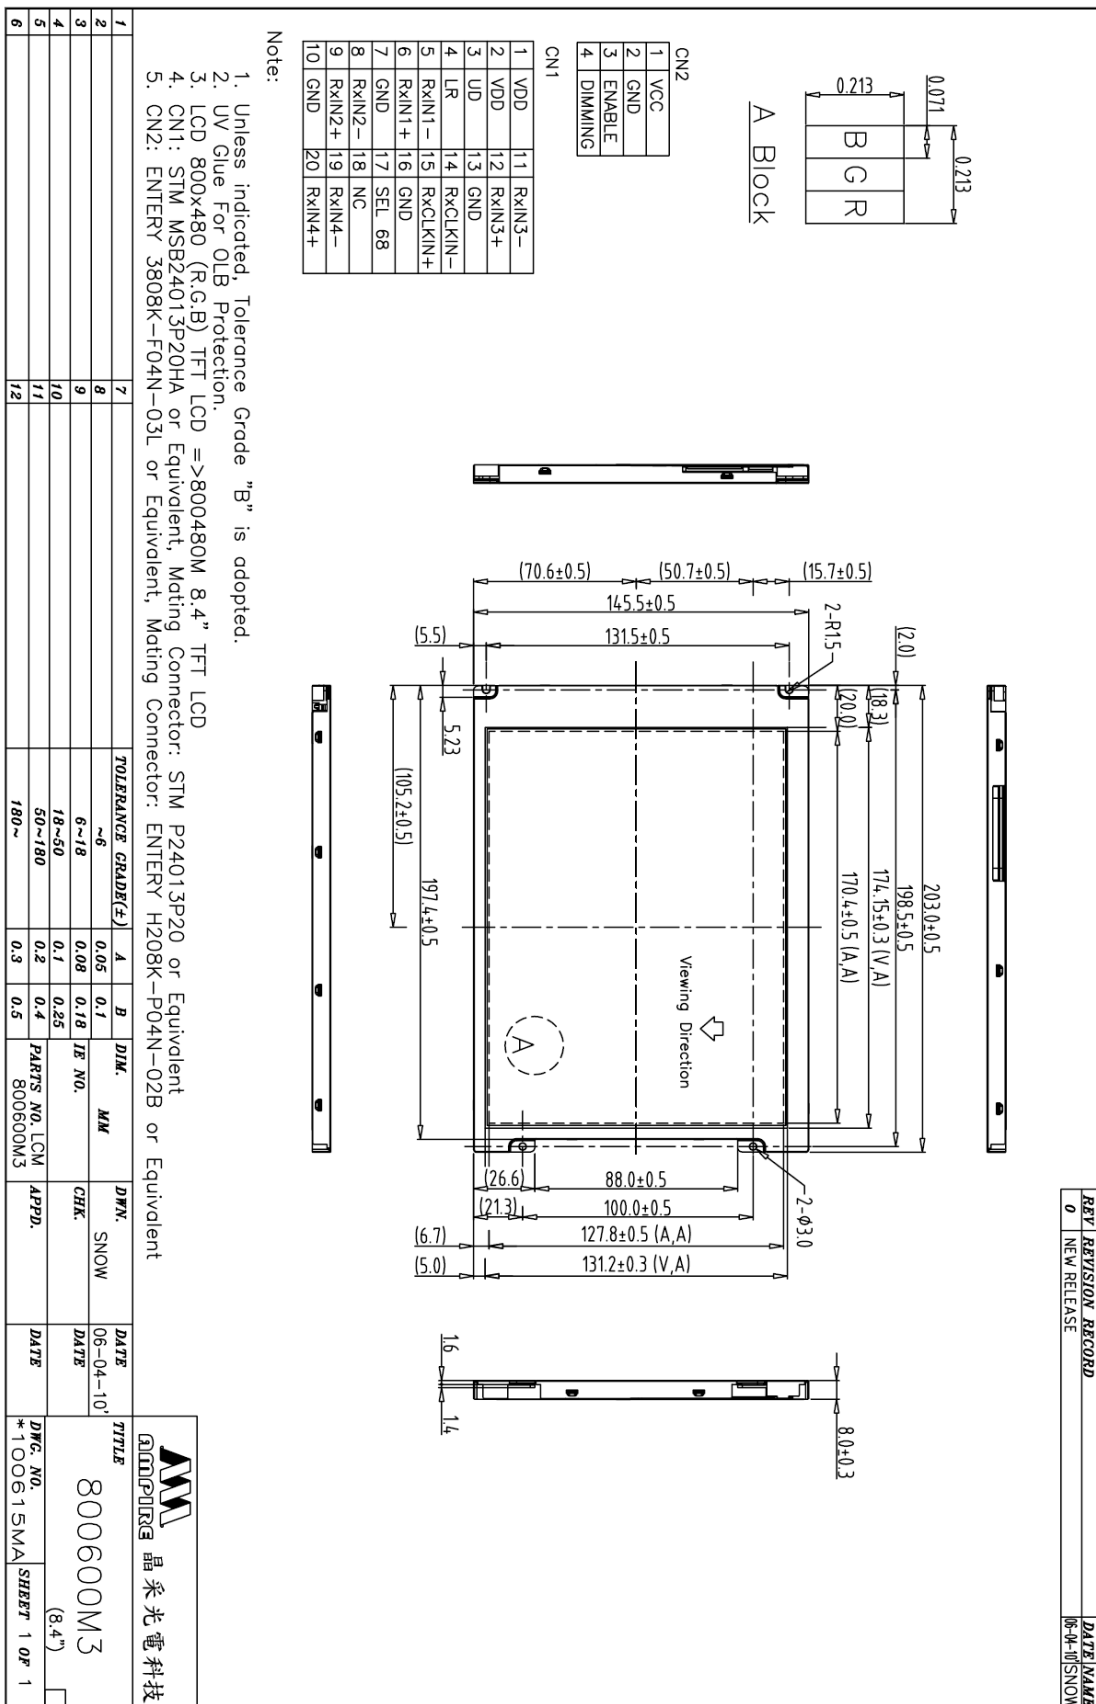 REV REVISION RECORD DATE NAME
0 NEW RELEASE 06-04-10' SNOW
0.213
0.071
0.213
B G R
A Block
CN2
1 VCC
2 GND
3 ENABLE
4 DIMMING
CN1
1 VDD 11 RxIN3-
2 VDD 12 RxIN3+
3 UD 13 GND
4 LR 14 RxCLKIN-
5 RxIN1- 15 RxCLKIN+
6 RxIN1+ 16 GND
7 GND 17 SEL 68
8 RxIN2- 18 NC
9 RxIN2+ 19 RxIN4-
10 GND 20 RxIN4+
203.0±0.5
198.5±0.5
174.15±0.3 (V,A)
170.4±0.5 (A,A)
(2.0)
(18.3)
(20.0)
2-R1.5
(15.7±0.5)
(50.7±0.5)
(70.6±0.5)
145.5±0.5
131.5±0.5
(5.5)
5.23
(105.2±0.5)
197.4±0.5
Viewing Direction
A
2-φ3.0
88.0±0.5
(26.6)
100.0±0.5
(21.3)
127.8±0.5 (A,A)
(6.7)
131.2±0.3 (V,A)
(5.0)
8.0±0.3
1.6
1.4
Note:
1. Unless indicated, Tolerance Grade "B" is adopted.
2. UV Glue For OLB Protection.
3. LCD 800x480 (R.G.B) TFT LCD =>800480M 8.4" TFT LCD
4. CN1: STM MSB24013P20HA or Equivalent, Mating Connector: STM P24013P20 or Equivalent
5. CN2: ENTERY 3808K-F04N-03L or Equivalent, Mating Connector: ENTERY H208K-P04N-02B or Equivalent
1 7 TOLERANCE GRADE(±) A B
2 8 ~6 0.05 0.1
3 9 6~18 0.08 0.18
4 10 18~50 0.1 0.25
5 11 50~180 0.2 0.4
6 12 180~ 0.3 0.5
DIM. MM
DWN. SNOW
DATE 06-04-10'
IE NO.
CHK.
DATE
PARTS NO. LCM 800600M3
APPD.
DATE
AMPIRE 晶采光電科技
TITLE
800600M3
(8.4")
DWG. NO.
*100615MA
SHEET 1 OF 1